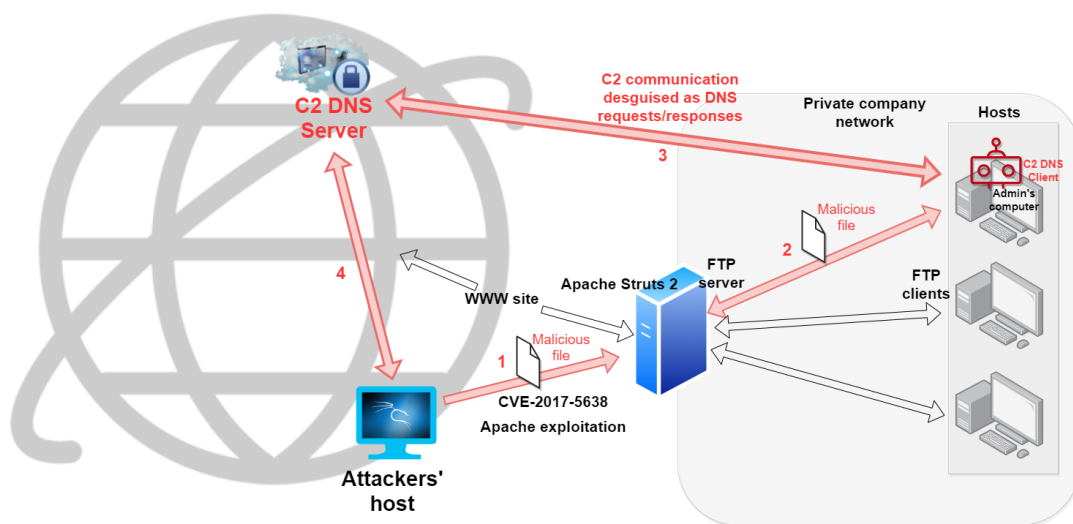 C2 DNS
Server
C2 communication
desguised as DNS
requests/responses
3
Private company
network
Hosts
C2 DNS
Client
Admin's
computer
Malicious
file
2
4
WWW site
Apache Struts 2
FTP
server
FTP
clients
1
Malicious
file
CVE-2017-5638
Apache exploitation
Attackers'
host